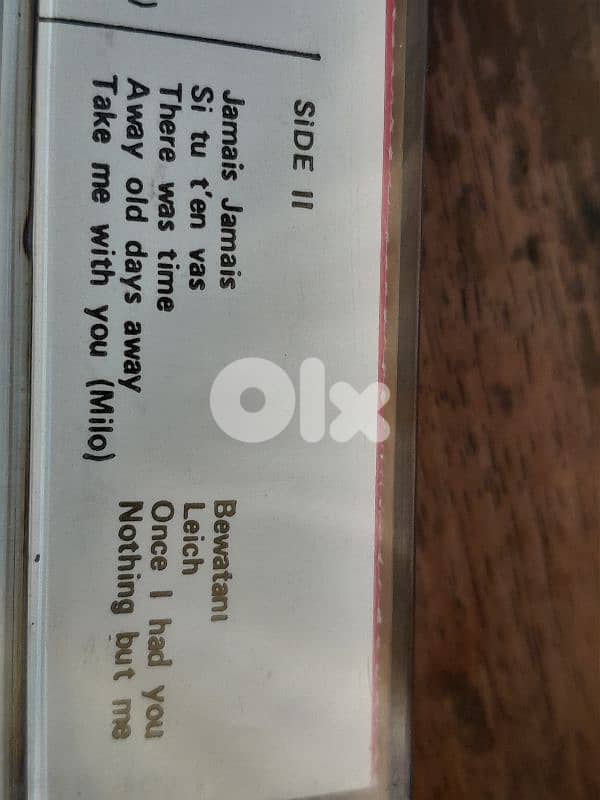 )
SiDE II
Jamais Jamais
Si tu t'en vas
There was time
Away old days away
Take me with you (Milo)
Bewatani
Leich
Once I had you
Nothing but me
Olx